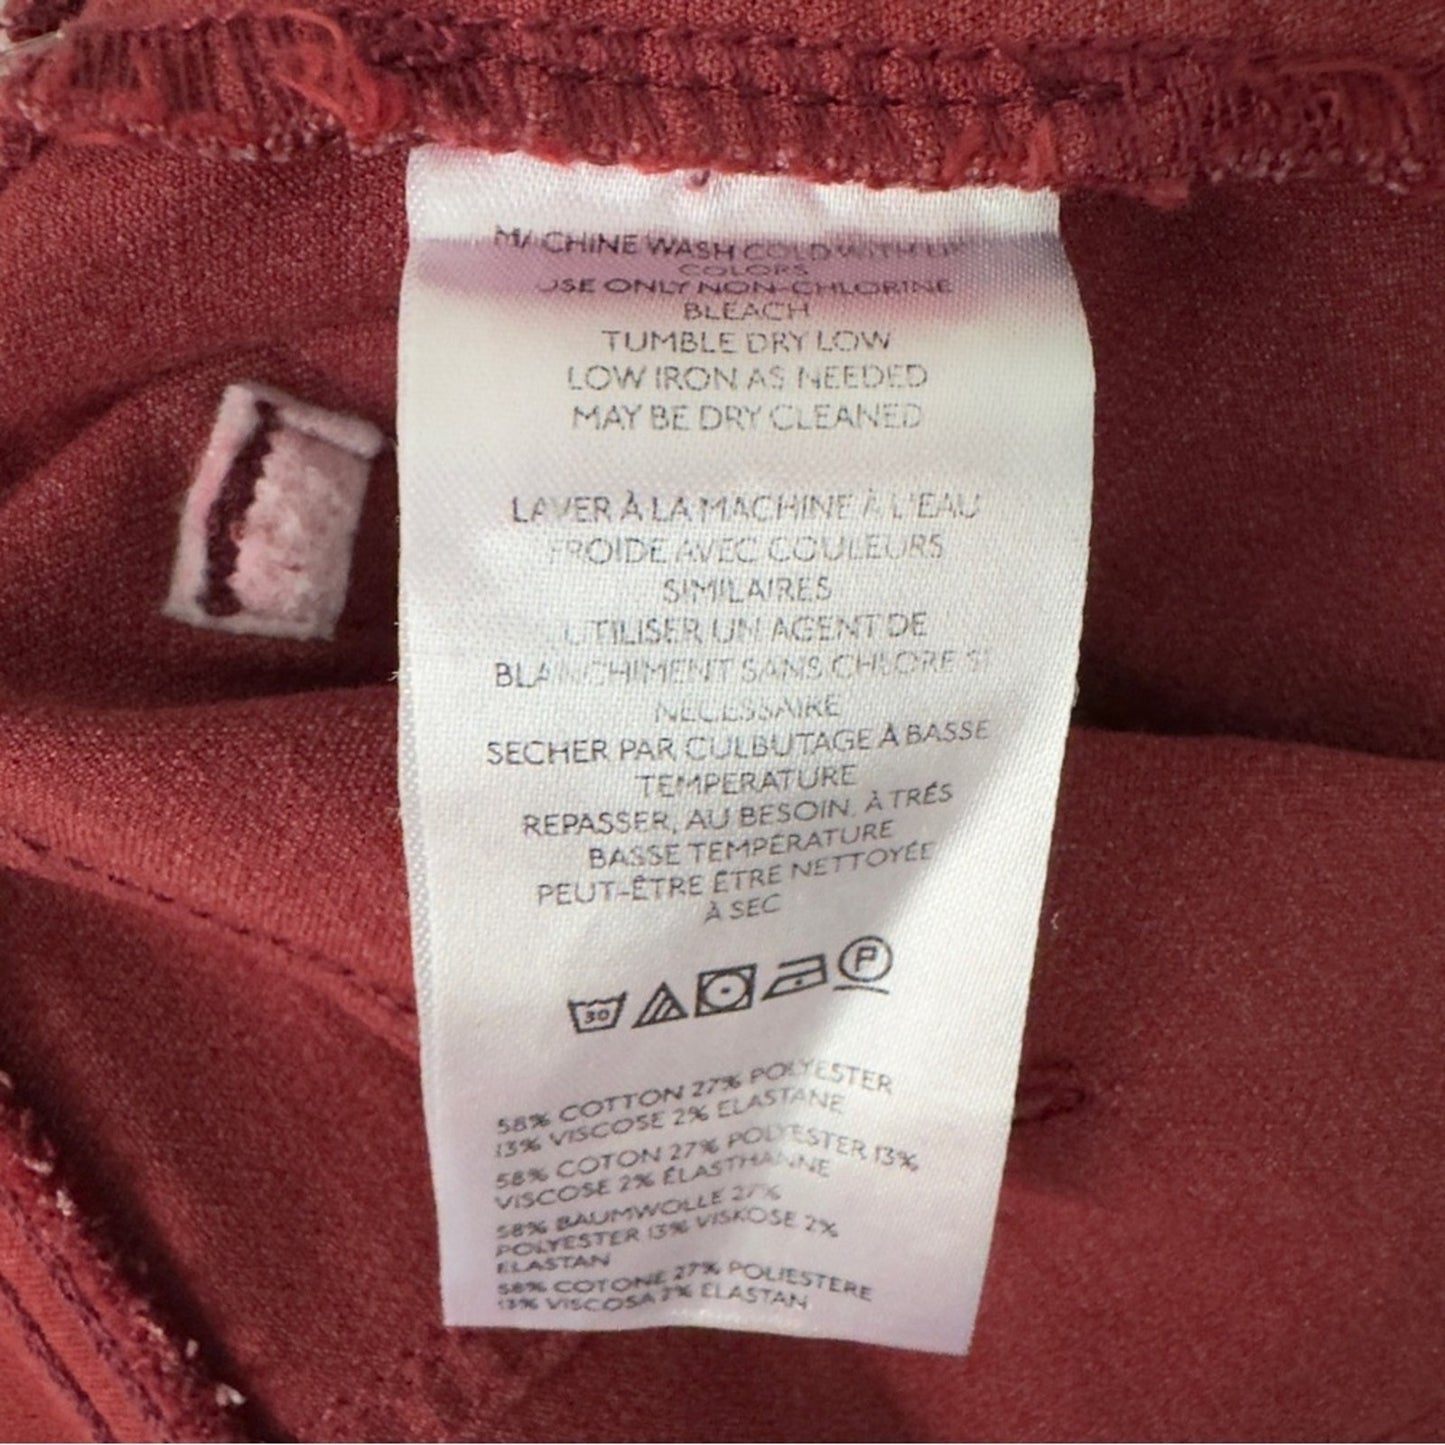 MACHINE WASH COLD WITH LIKE
COLORS
USE ONLY NON-CHLORINE
BLEACH
TUMBLE DRY LOW
LOW IRON AS NEEDED
MAY BE DRY CLEANED
LAVER À LA MACHINE À L'EAU
FROIDE AVEC COULEURS
SIMILAIRES
UTILISER UN AGENT DE
BLANCHIMENT SANS CHLORE SI
NECESSAIRE
SECHER PAR CULBUTAGE À BASSE
TEMPERATURE
REPASSER, AU BESOIN, À TRÉS
BASSE TEMPÉRATURE
PEUT-ÊTRE ÊTRE NETTOYÉE
À SEC
30 P
58% COTTON 27% POLYESTER
13% VISCOSE 2% ELASTANE
58% COTON 27% POLYESTER 13%
VISCOSE 2% ÉLASTHANNE
58% BAUMWOLLE 27%
POLYESTER 13% VISKOSE 2%
ELASTAN
58% COTONE 27% POLIESTERE
13% VISCOSA 2% ELASTAN